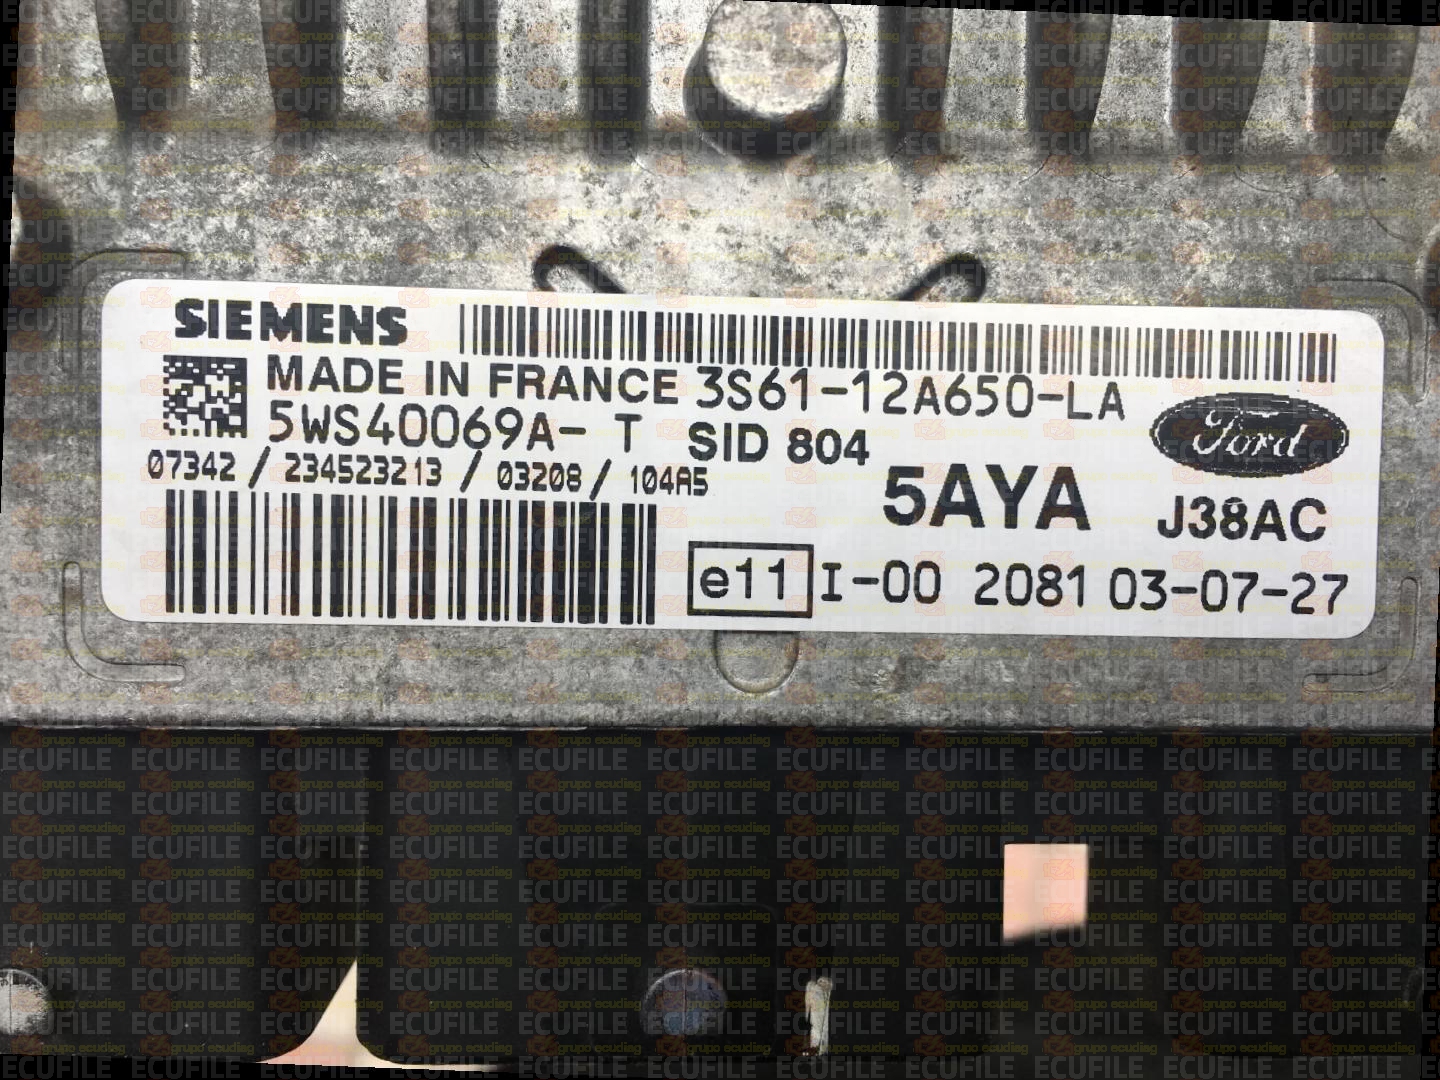 SIEMENS
MADE IN FRANCE 3S61-12A650-LA
5WS40069A- T SID 804
Ford
07342 / 234523213 / 03208 / 104A5
5AYA J38AC
e11 I-00 2081 03-07-27
grupo ecudiag
ECUFILE